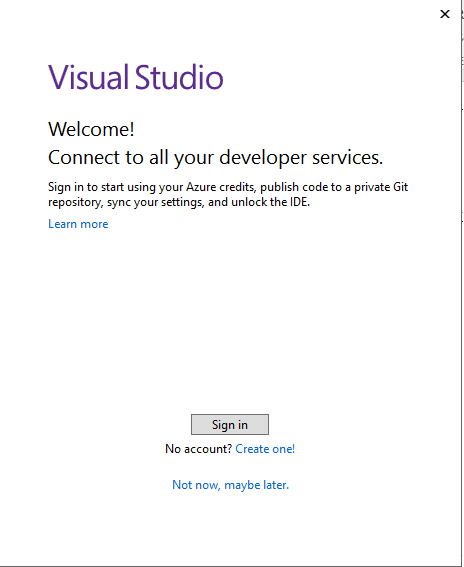 Visual Studio
Welcome!
Connect to all your developer services.
Sign in to start using your Azure credits, publish code to a private Git
repository, sync your settings, and unlock the IDE.
Learn more
Sign in
No account? Create one!
Not now, maybe later.